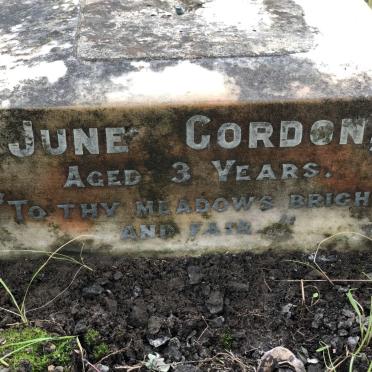 JUNE GORDON,
AGED 3 YEARS.
"TO THY MEADOWS BRIGH
AND FAIR."